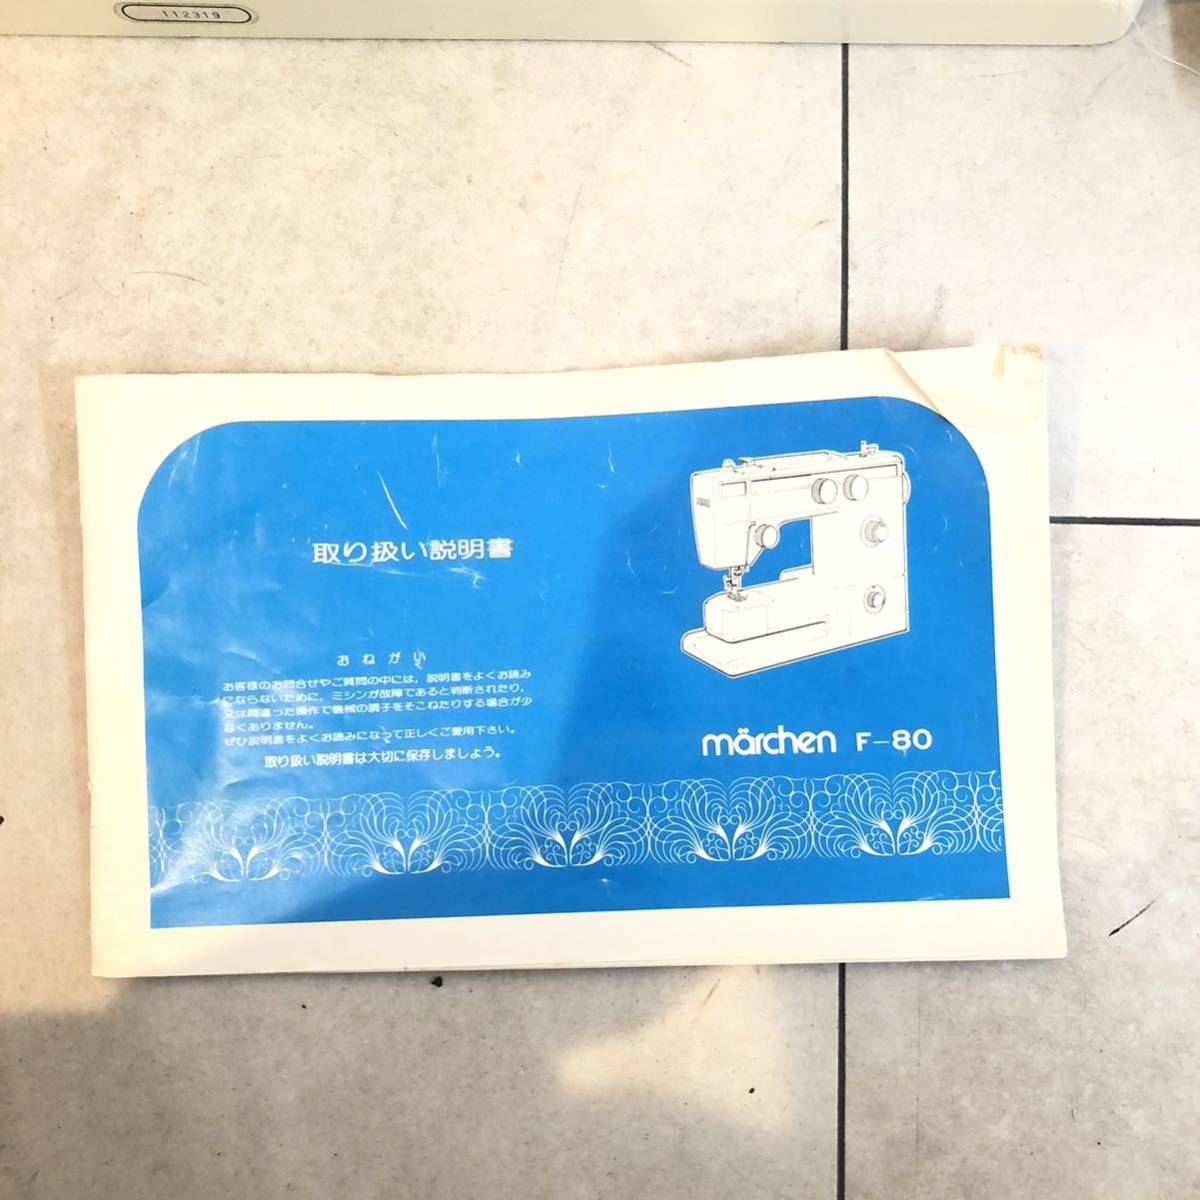 112319
取り扱い説明書
おねがい
お客様のお問合せやご質問の中には，説明書をよくお読み
にならないために，ミシンが故障であると判断されたり，
又は間違った操作で機械の調子をそこねたりする場合が少
なくありません。
ぜひ説明書をよくお読みになって正しくご愛用下さい。
取り扱い説明書は大切に保存しましょう。
märchen F-80